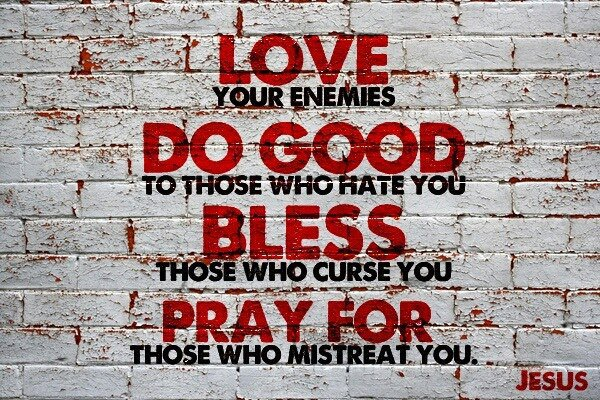 LOVE
YOUR ENEMIES
DO GOOD
TO THOSE WHO HATE YOU
BLESS
THOSE WHO CURSE YOU
PRAY FOR
THOSE WHO MISTREAT YOU.
JESUS